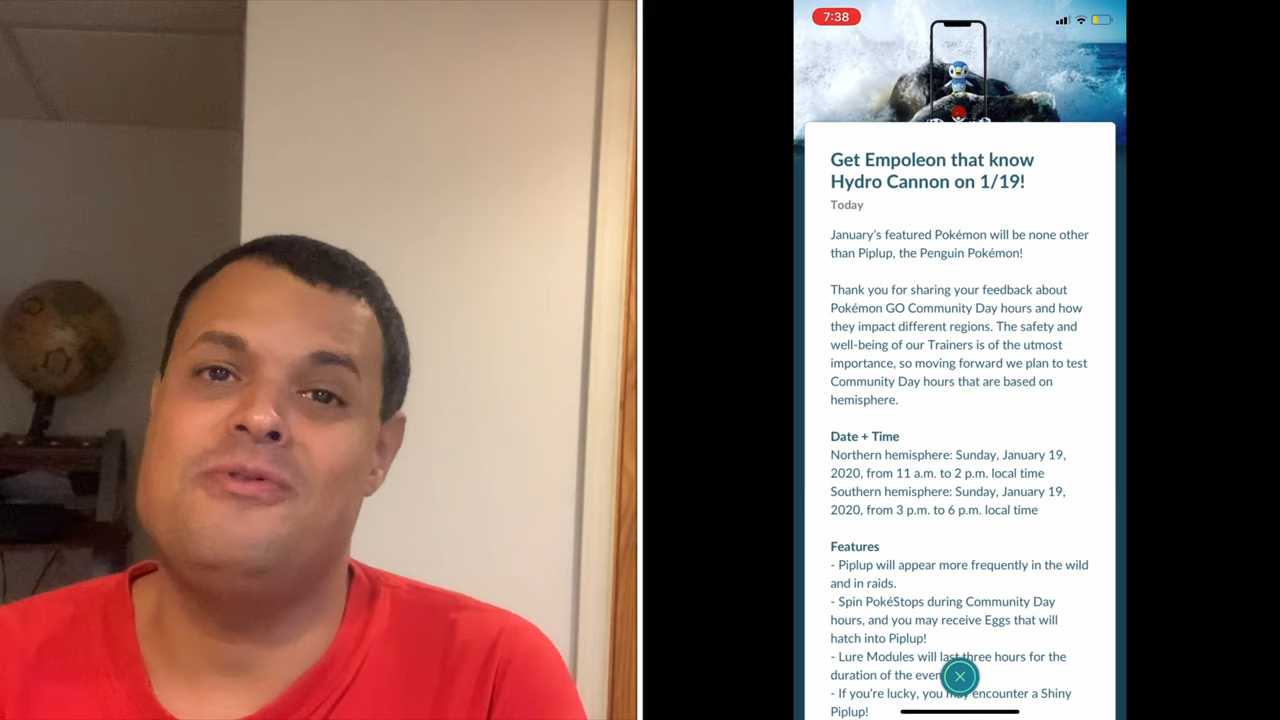 7:38
Get Empoleon that know
Hydro Cannon on 1/19!
Today
January's featured Pokémon will be none other
than Piplup, the Penguin Pokémon!
Thank you for sharing your feedback about
Pokémon GO Community Day hours and how
they impact different regions. The safety and
well-being of our Trainers is of the utmost
importance, so moving forward we plan to test
Community Day hours that are based on
hemisphere.
Date + Time
Northern hemisphere: Sunday, January 19,
2020, from 11 a.m. to 2 p.m. local time
Southern hemisphere: Sunday, January 19,
2020, from 3 p.m. to 6 p.m. local time
Features
- Piplup will appear more frequently in the wild
and in raids.
- Spin PokéStops during Community Day
hours, and you may receive Eggs that will
hatch into Piplup!
- Lure Modules will last three hours for the
duration of the even
- If you're lucky, you may encounter a Shiny
Piplup!